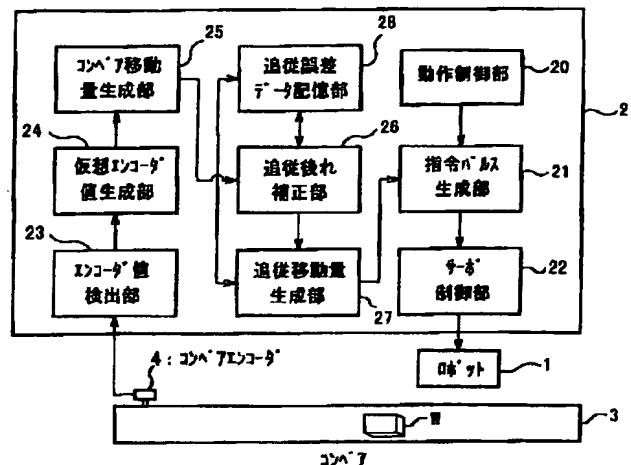 25
コンベア移動
量生成部
24
仮想エンコーダ
値生成部
23
エンコーダ値
検出部
28
追従誤差
データ記憶部
26
追従後れ
補正部
追従移動量
生成部
27
20
動作制御部
2
指令パルス
生成部
21
サーボ
制御部
22
ロボット
1
4：コンベアエンコーダ
W
3
コンベア